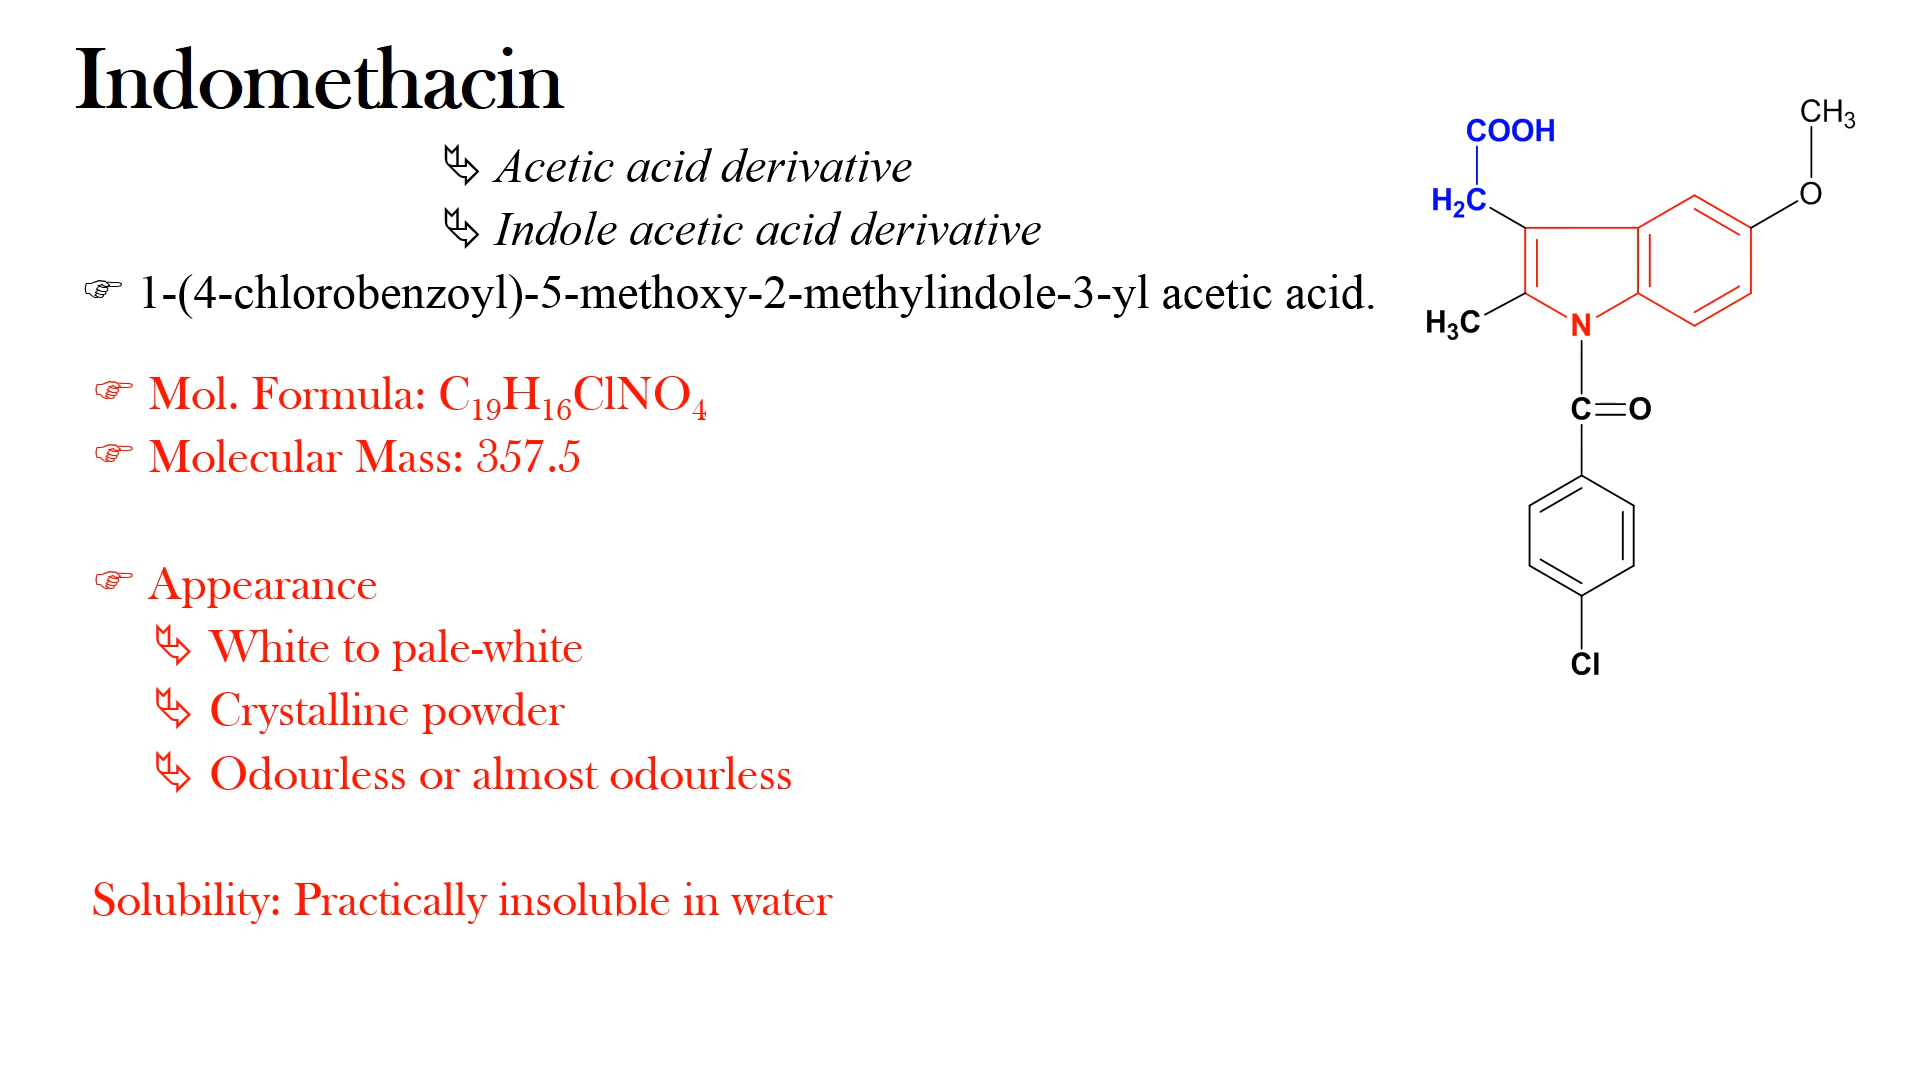 Indomethacin
Acetic acid derivative
Indole acetic acid derivative
1-(4-chlorobenzoyl)-5-methoxy-2-methylindole-3-yl acetic acid.
Mol. Formula: C₁₉H₁₆ClNO₄
Molecular Mass: 357.5
Appearance
White to pale-white
Crystalline powder
Odourless or almost odourless
Solubility: Practically insoluble in water
CH₃
COOH
O
H₂C
H₃C
N
C=O
Cl